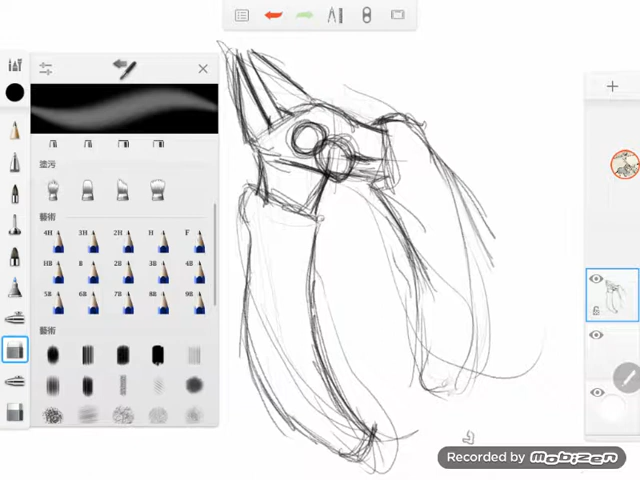 塗污
藝術
4H 3H 2H H F
HB B 2B 3B 4B
5B 6B 7B 8B 9B
藝術
Recorded by Mobizen